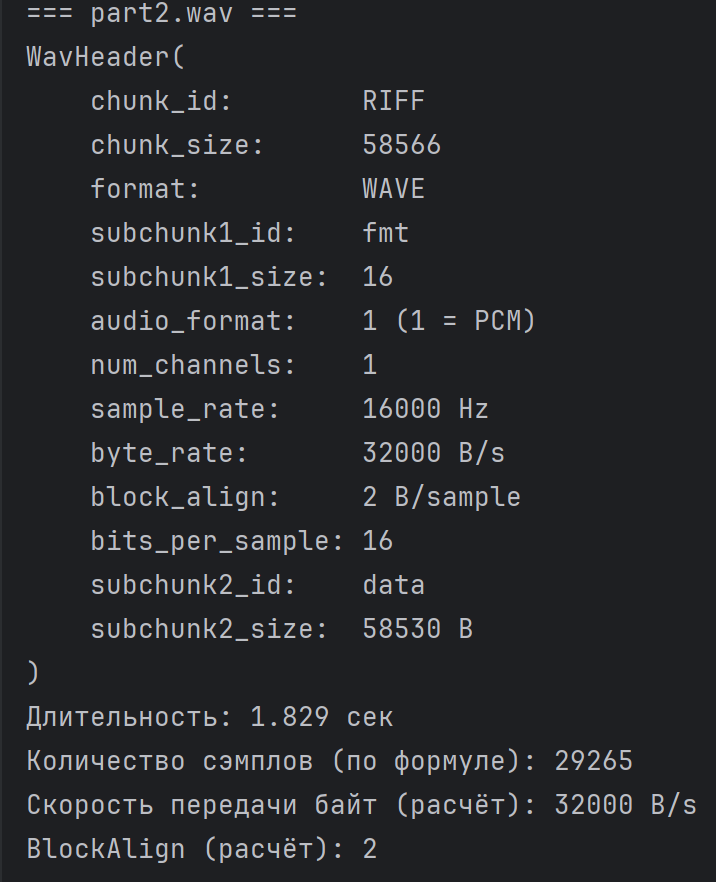 === part2.wav ===
WavHeader(
    chunk_id:        RIFF
    chunk_size:      58566
    format:          WAVE
    subchunk1_id:    fmt
    subchunk1_size:  16
    audio_format:    1 (1 = PCM)
    num_channels:    1
    sample_rate:     16000 Hz
    byte_rate:       32000 B/s
    block_align:     2 B/sample
    bits_per_sample: 16
    subchunk2_id:    data
    subchunk2_size:  58530 B
)
Длительность: 1.829 сек
Количество сэмплов (по формуле): 29265
Скорость передачи байт (расчёт): 32000 B/s
BlockAlign (расчёт): 2